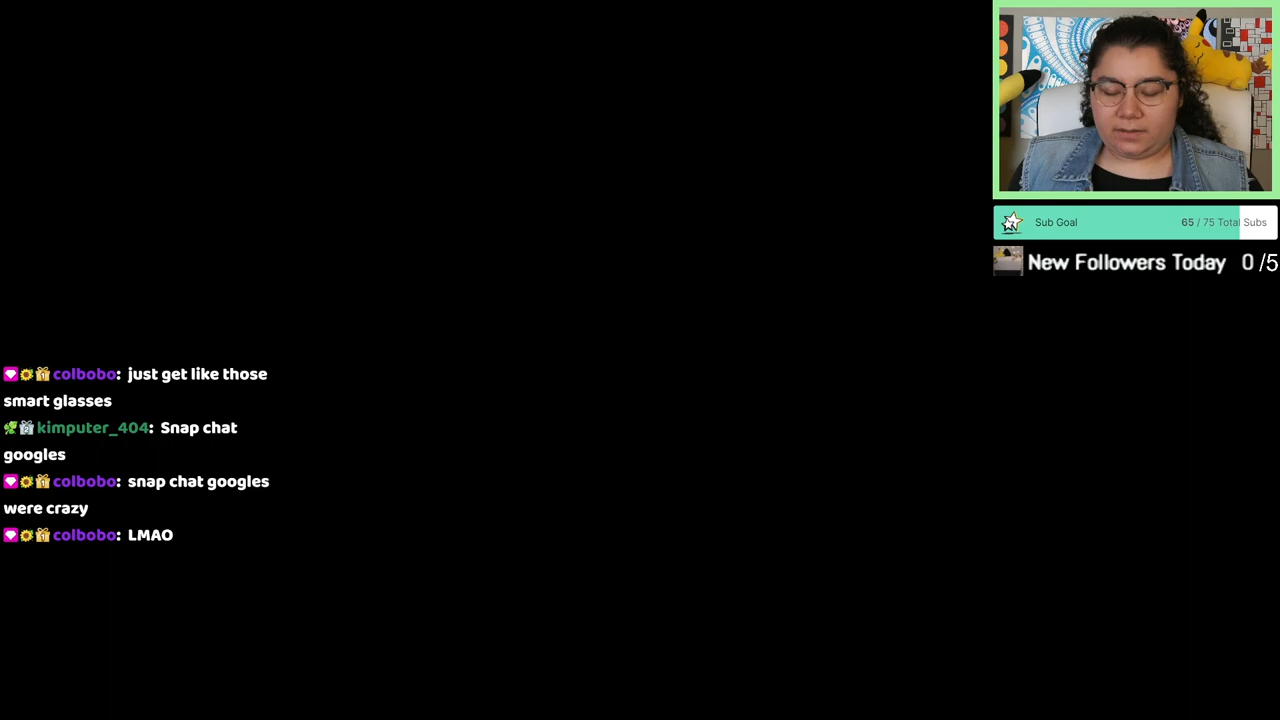 Sub Goal
65 / 75 Total Subs
New Followers Today 0 /5
colbobo: just get like those
smart glasses
kimputer_404: Snap chat
googles
colbobo: snap chat googles
were crazy
colbobo: LMAO